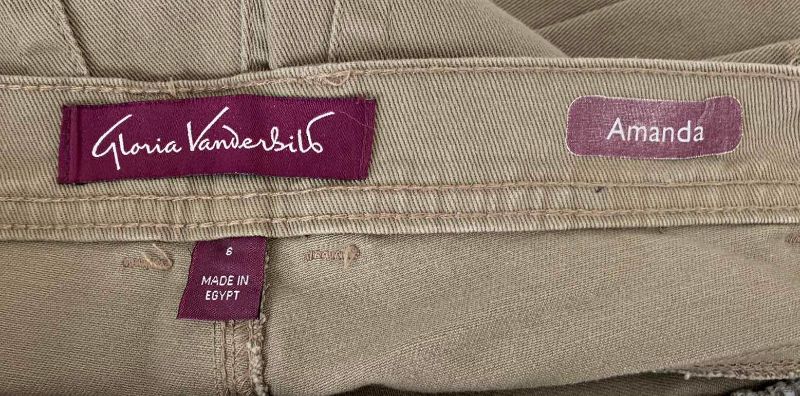 Gloria Vanderbilt
Amanda
6
MADE IN
EGYPT